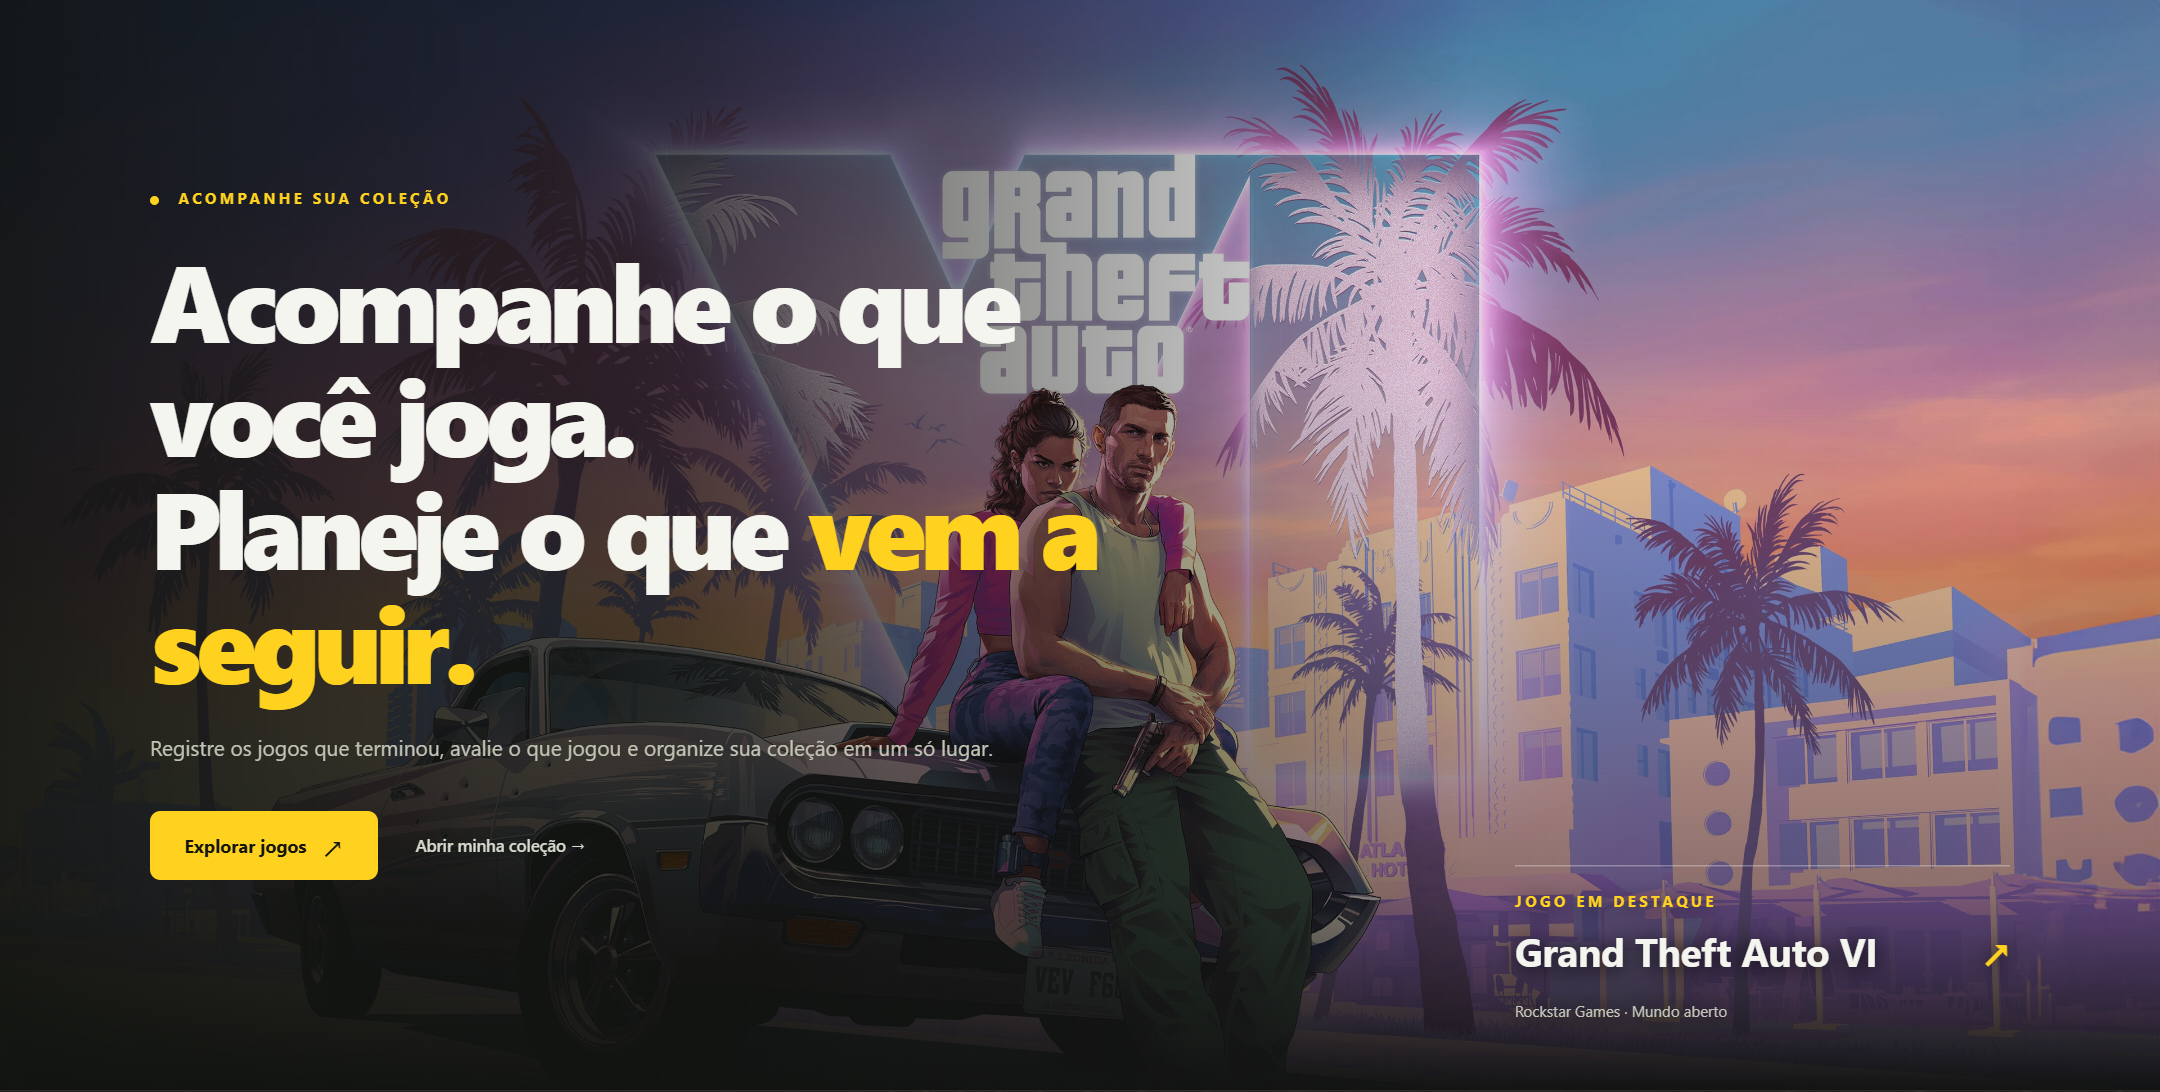 ACOMPANHE SUA COLEÇÃO
grand
theft
auto
Acompanhe o que
você joga.
Planeje o que vem a
seguir.
Registre os jogos que terminou, avalie o que jogou e organize sua coleção em um só lugar.
Explorar jogos ↗
Abrir minha coleção →
HOT
VEV
JOGO EM DESTAQUE
Grand Theft Auto VI ↗
Rockstar Games · Mundo aberto